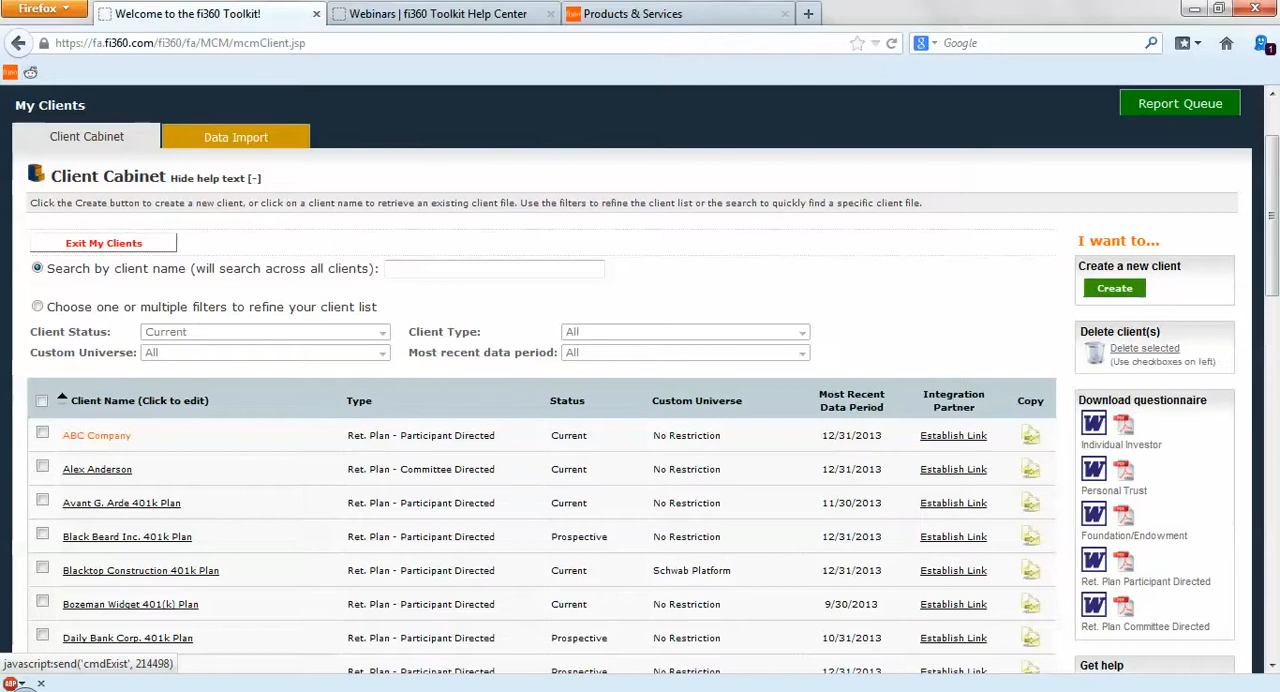 Firefox
Welcome to the fi360 Toolkit!
Webinars | fi360 Toolkit Help Center
fi360
Products & Services
https://fa.fi360.com/fi360/fa/MCM/mcmClient.jsp
Google
1
My Clients
Report Queue
Client Cabinet
Data Import
Client Cabinet Hide help text [-]
Click the Create button to create a new client, or click on a client name to retrieve an existing client file. Use the filters to refine the client list or the search to quickly find a specific client file.
Exit My Clients
Search by client name (will search across all clients):
Choose one or multiple filters to refine your client list
Client Status: Current Client Type: All
Custom Universe: All Most recent data period: All
Client Name (Click to edit) Type Status Custom Universe Most Recent Data Period Integration Partner Copy
ABC Company Ret. Plan - Participant Directed Current No Restriction 12/31/2013 Establish Link
Alex Anderson Ret. Plan - Committee Directed Current No Restriction 12/31/2013 Establish Link
Avant G. Arde 401k Plan Ret. Plan - Participant Directed Current No Restriction 11/30/2013 Establish Link
Black Beard Inc. 401k Plan Ret. Plan - Participant Directed Prospective No Restriction 12/31/2013 Establish Link
Blacktop Construction 401k Plan Ret. Plan - Participant Directed Current Schwab Platform 12/31/2013 Establish Link
Bozeman Widget 401(k) Plan Ret. Plan - Participant Directed Current No Restriction 9/30/2013 Establish Link
Daily Bank Corp. 401k Plan Ret. Plan - Participant Directed Prospective No Restriction 10/31/2013 Establish Link
I want to...
Create a new client
Create
Delete client(s)
Delete selected
(Use checkboxes on left)
Download questionnaire
Individual Investor
Personal Trust
Foundation/Endowment
Ret. Plan Participant Directed
Ret. Plan Committee Directed
Get help
javascript:send('cmdExist', 214498)
ABP